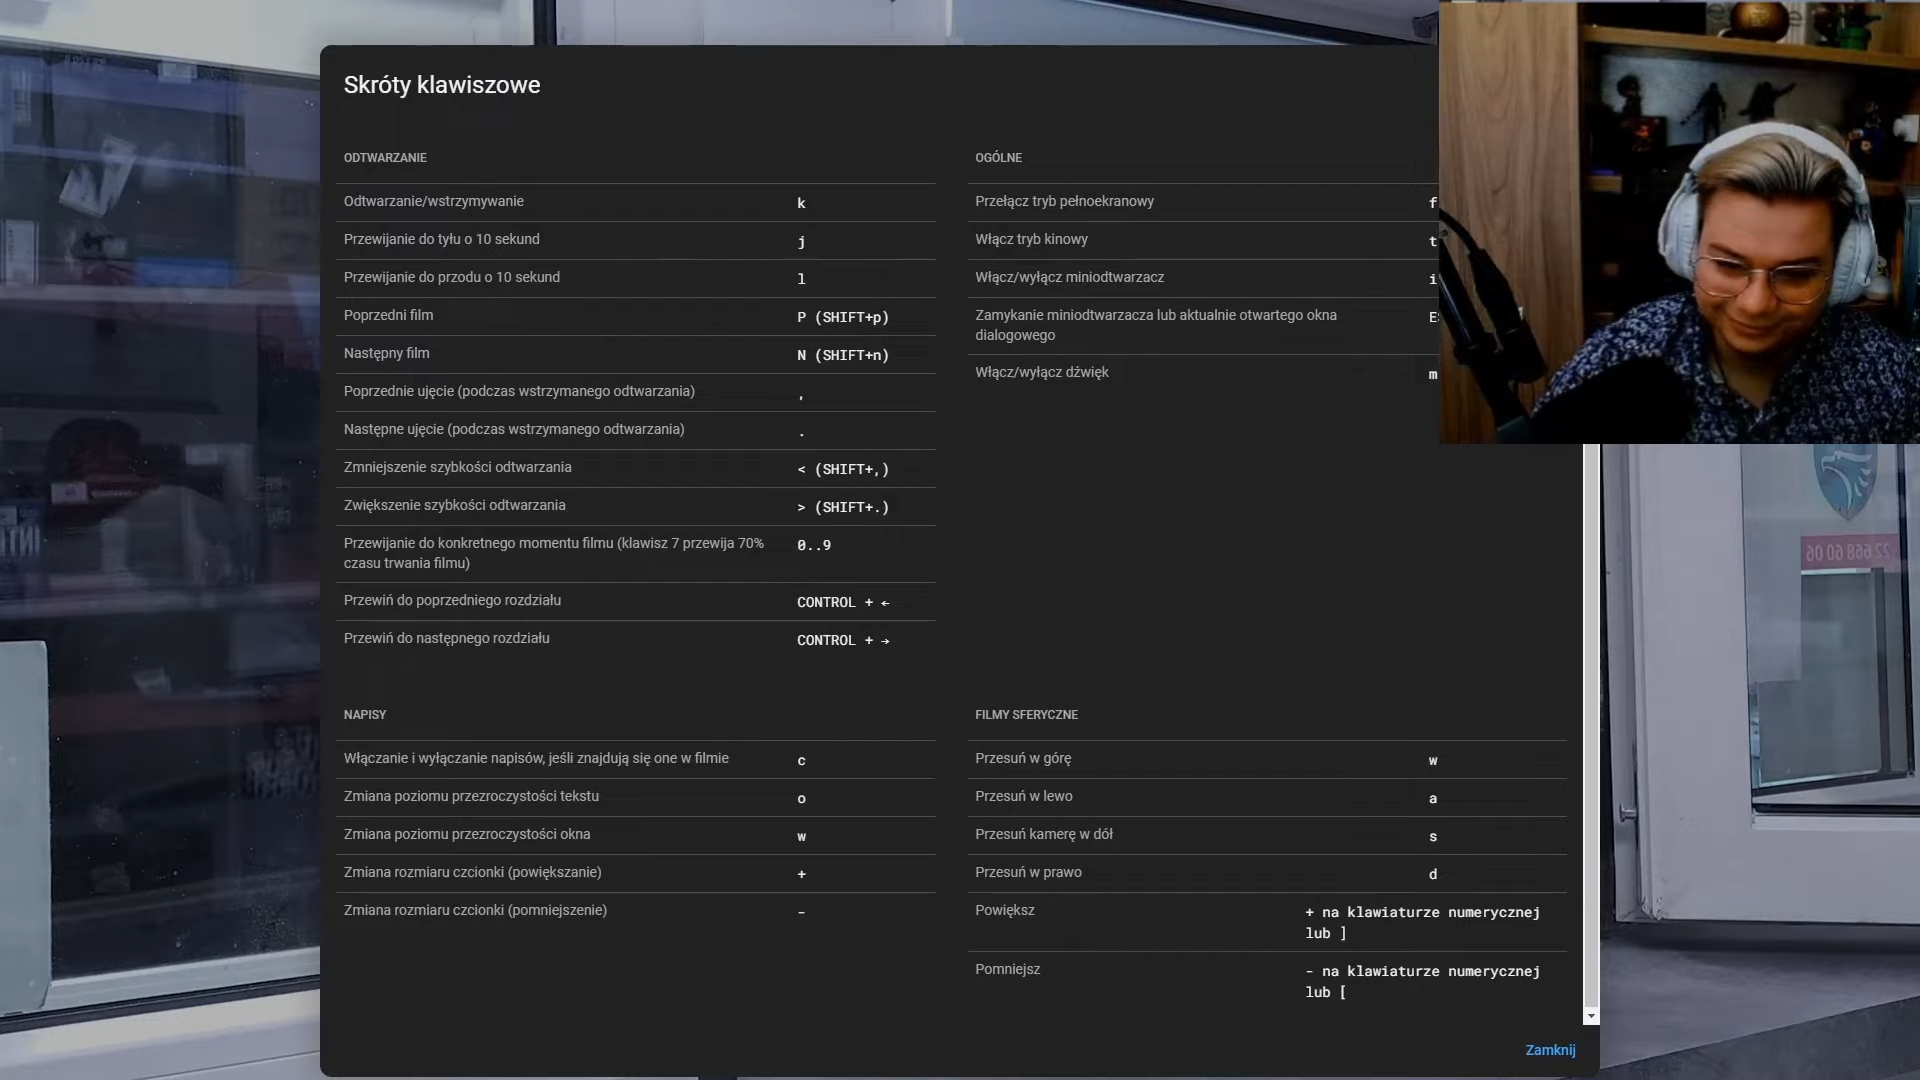 Skróty klawiszowe
ODTWARZANIE
Odtwarzanie/wstrzymywanie k
Przewijanie do tyłu o 10 sekund j
Przewijanie do przodu o 10 sekund l
Poprzedni film P (SHIFT+p)
Następny film N (SHIFT+n)
Poprzednie ujęcie (podczas wstrzymanego odtwarzania) ,
Następne ujęcie (podczas wstrzymanego odtwarzania) .
Zmniejszenie szybkości odtwarzania < (SHIFT+,)
Zwiększenie szybkości odtwarzania > (SHIFT+.)
Przewijanie do konkretnego momentu filmu (klawisz 7 przewija 70% 0..9
czasu trwania filmu)
Przewiń do poprzedniego rozdziału CONTROL + ←
Przewiń do następnego rozdziału CONTROL + →
OGÓLNE
Przełącz tryb pełnoekranowy f
Włącz tryb kinowy t
Włącz/wyłącz miniodtwarzacz i
Zamykanie miniodtwarzacza lub aktualnie otwartego okna
dialogowego
Włącz/wyłącz dźwięk m
NAPISY
Włączanie i wyłączanie napisów, jeśli znajdują się one w filmie c
Zmiana poziomu przezroczystości tekstu o
Zmiana poziomu przezroczystości okna w
Zmiana rozmiaru czcionki (powiększanie) +
Zmiana rozmiaru czcionki (pomniejszenie) -
FILMY SFERYCZNE
Przesuń w górę w
Przesuń w lewo a
Przesuń kamerę w dół s
Przesuń w prawo d
Powiększ + na klawiaturze numerycznej
lub ]
Pomniejsz - na klawiaturze numerycznej
lub [
Zamknij